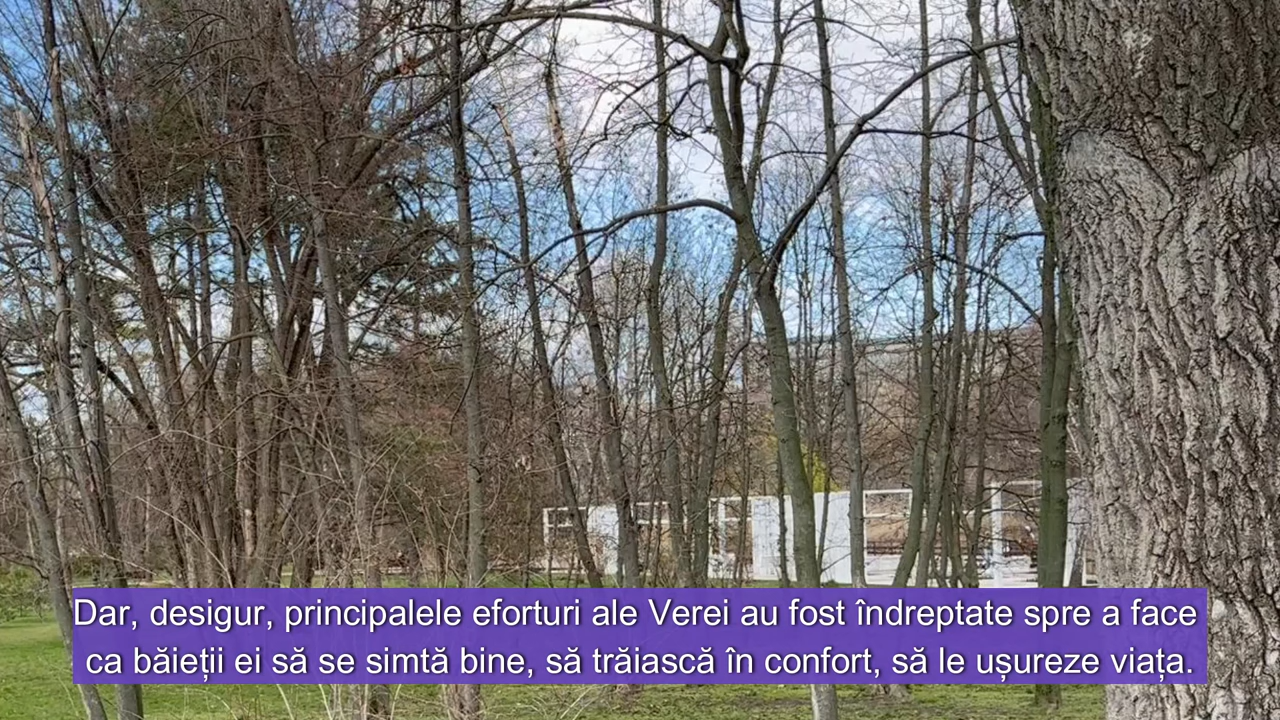 Dar, desigur, principalele eforturi ale Verei au fost îndreptate spre a face
ca băieții ei să se simtă bine, să trăiască în confort, să le ușureze viața.